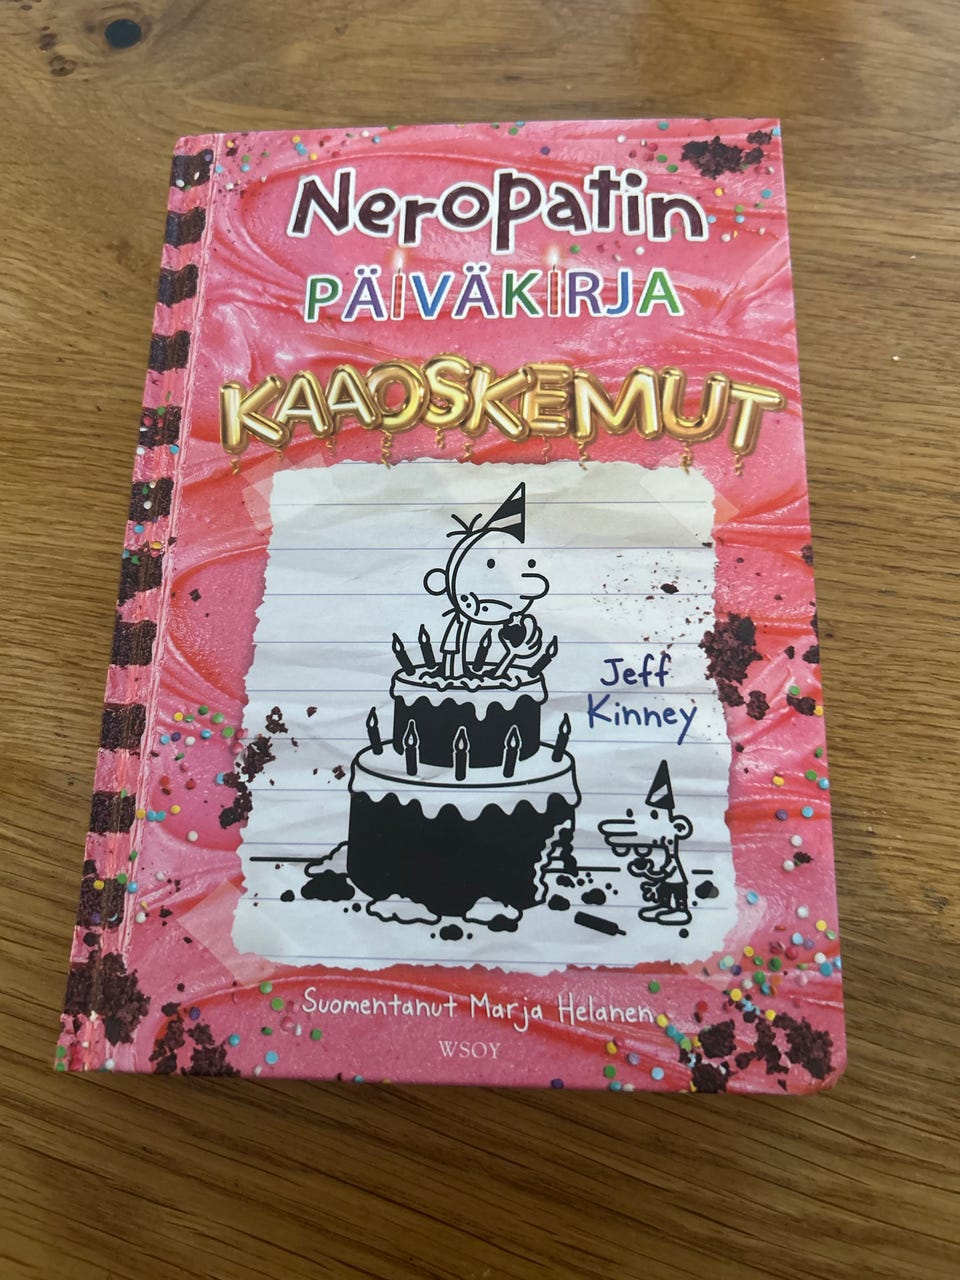 Neropatin
PÄIVÄKIRJA
KAAOSKEMUT
Jeff
Kinney
Suomentanut Marja Helanen
WSOY